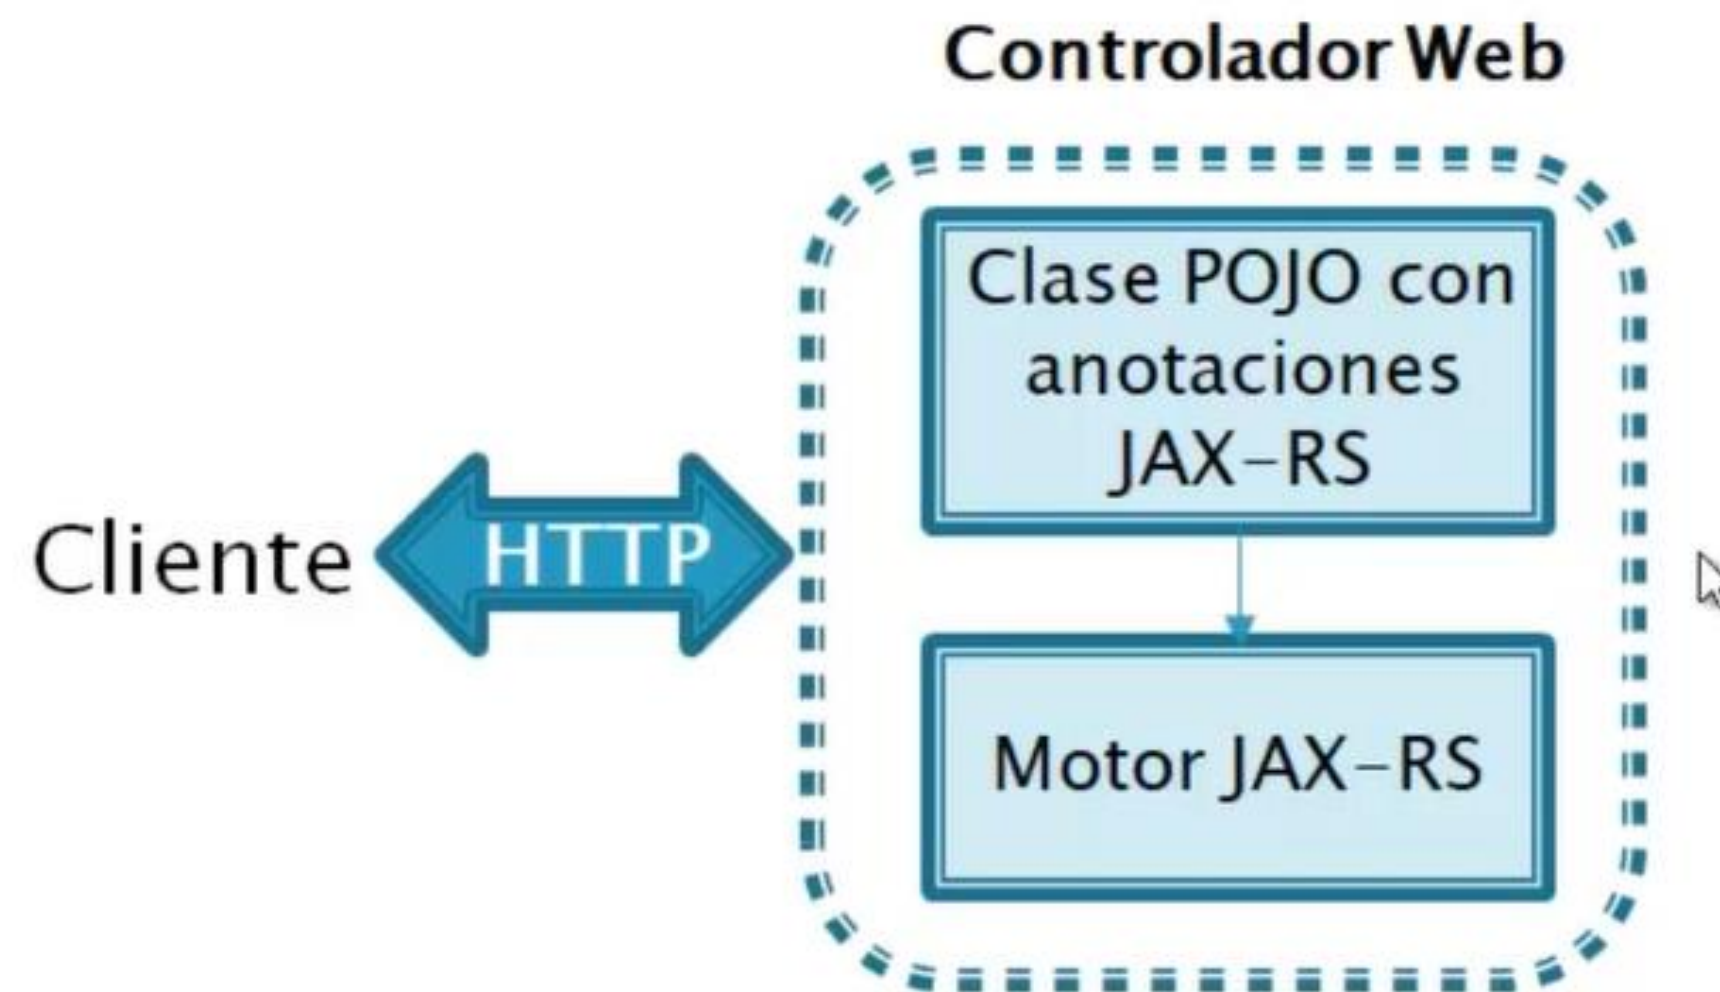 Controlador Web
Clase POJO con
anotaciones
JAX-RS
Cliente
HTTP
Motor JAX-RS